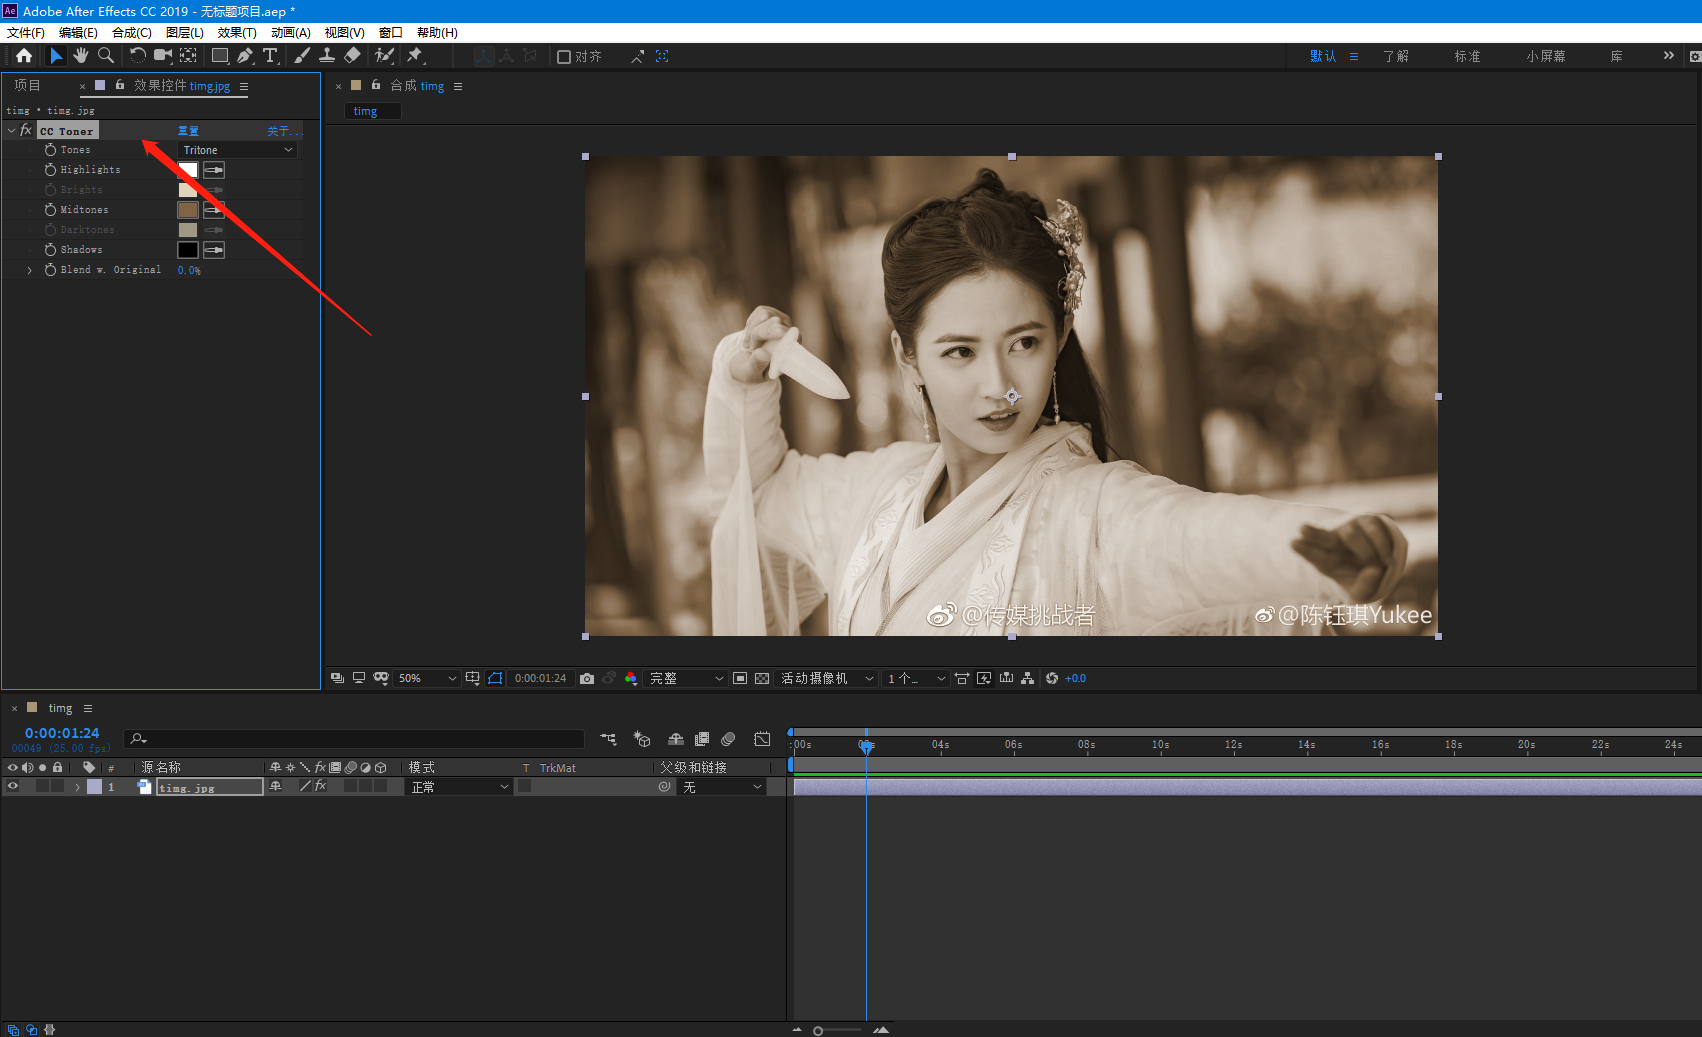 Ae Adobe After Effects CC 2019 - 无标题项目.aep *
文件(F) 编辑(E) 合成(C) 图层(L) 效果(T) 动画(A) 视图(V) 窗口 帮助(H)
对齐 默认 了解 标准 小屏幕 库
项目 效果控件 timg.jpg
合成 timg
timg • timg.jpg
timg
fx CC Toner 重置 关于...
Tones Tritone
Highlights
Brights
Midtones
Darktones
Shadows
Blend w. Original 0.0%
@传媒挑战者
@陈钰琪Yukee
50% 0:00:01:24 完整 活动摄像机 1 个... +0.0
timg
0:00:01:24
00049 (25.00 fps)
:00s 04s 06s 08s 10s 12s 14s 16s 18s 20s 22s 24s
# 源名称 fx 模式 T TrkMat 父级和链接
1 timg.jpg fx 正常 无